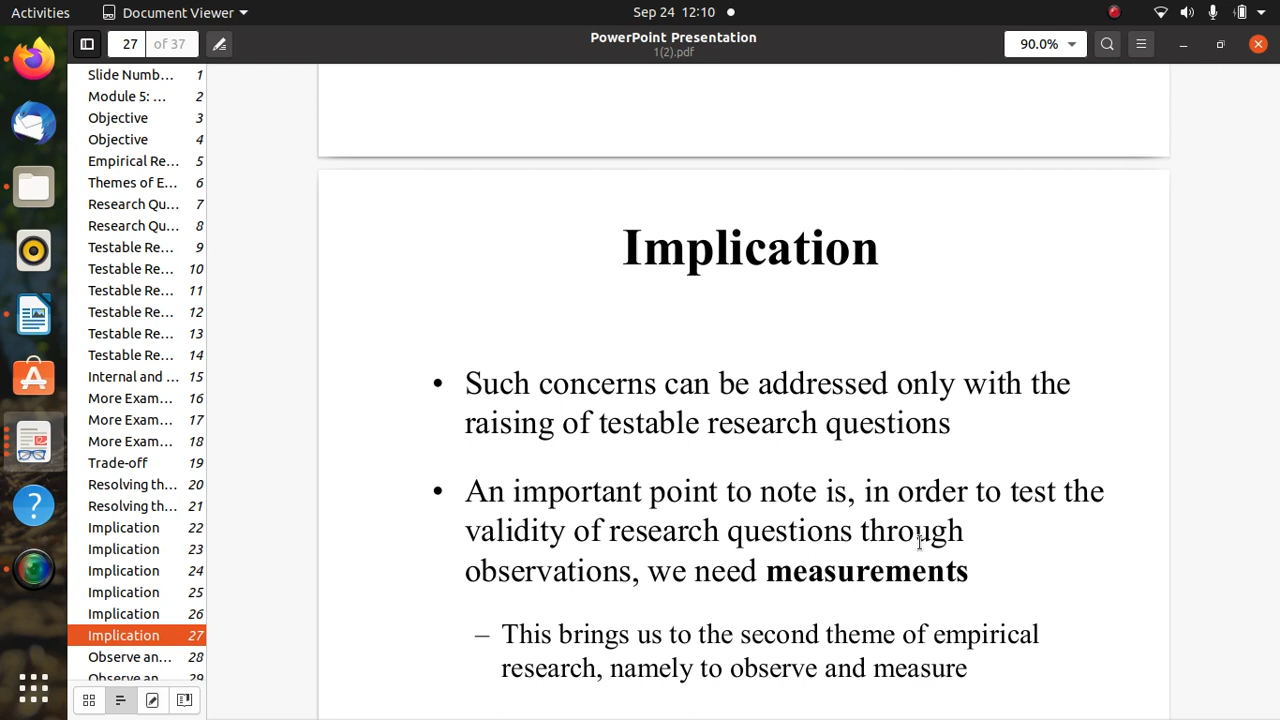 Activities
Document Viewer
Sep 24 12:10
27 of 37
PowerPoint Presentation
1(2).pdf
90.0%
Slide Numb... 1
Module 5: ... 2
Objective 3
Objective 4
Empirical Re... 5
Themes of E... 6
Research Qu... 7
Research Qu... 8
Testable Re... 9
Testable Re... 10
Testable Re... 11
Testable Re... 12
Testable Re... 13
Testable Re... 14
Internal and ... 15
More Exam... 16
More Exam... 17
More Exam... 18
Trade-off 19
Resolving th... 20
Resolving th... 21
Implication 22
Implication 23
Implication 24
Implication 25
Implication 26
Implication 27
Observe an... 28
Observe an... 29
Implication
• Such concerns can be addressed only with the
raising of testable research questions
• An important point to note is, in order to test the
validity of research questions through
observations, we need measurements
– This brings us to the second theme of empirical
research, namely to observe and measure